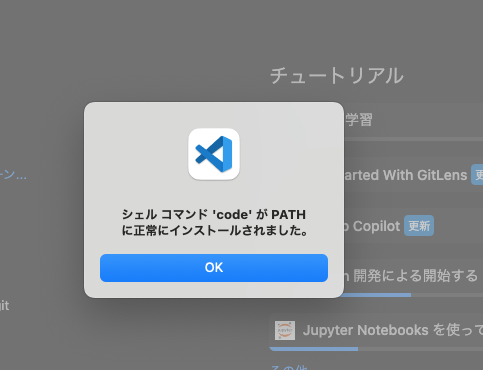 チュートリアル
学習
ーン...
arted With GitLens
Copilot 更新
シェル コマンド 'code' が PATH
に正常にインストールされました。
OK
開発による開始する
git
Jupyter Notebooks を使って